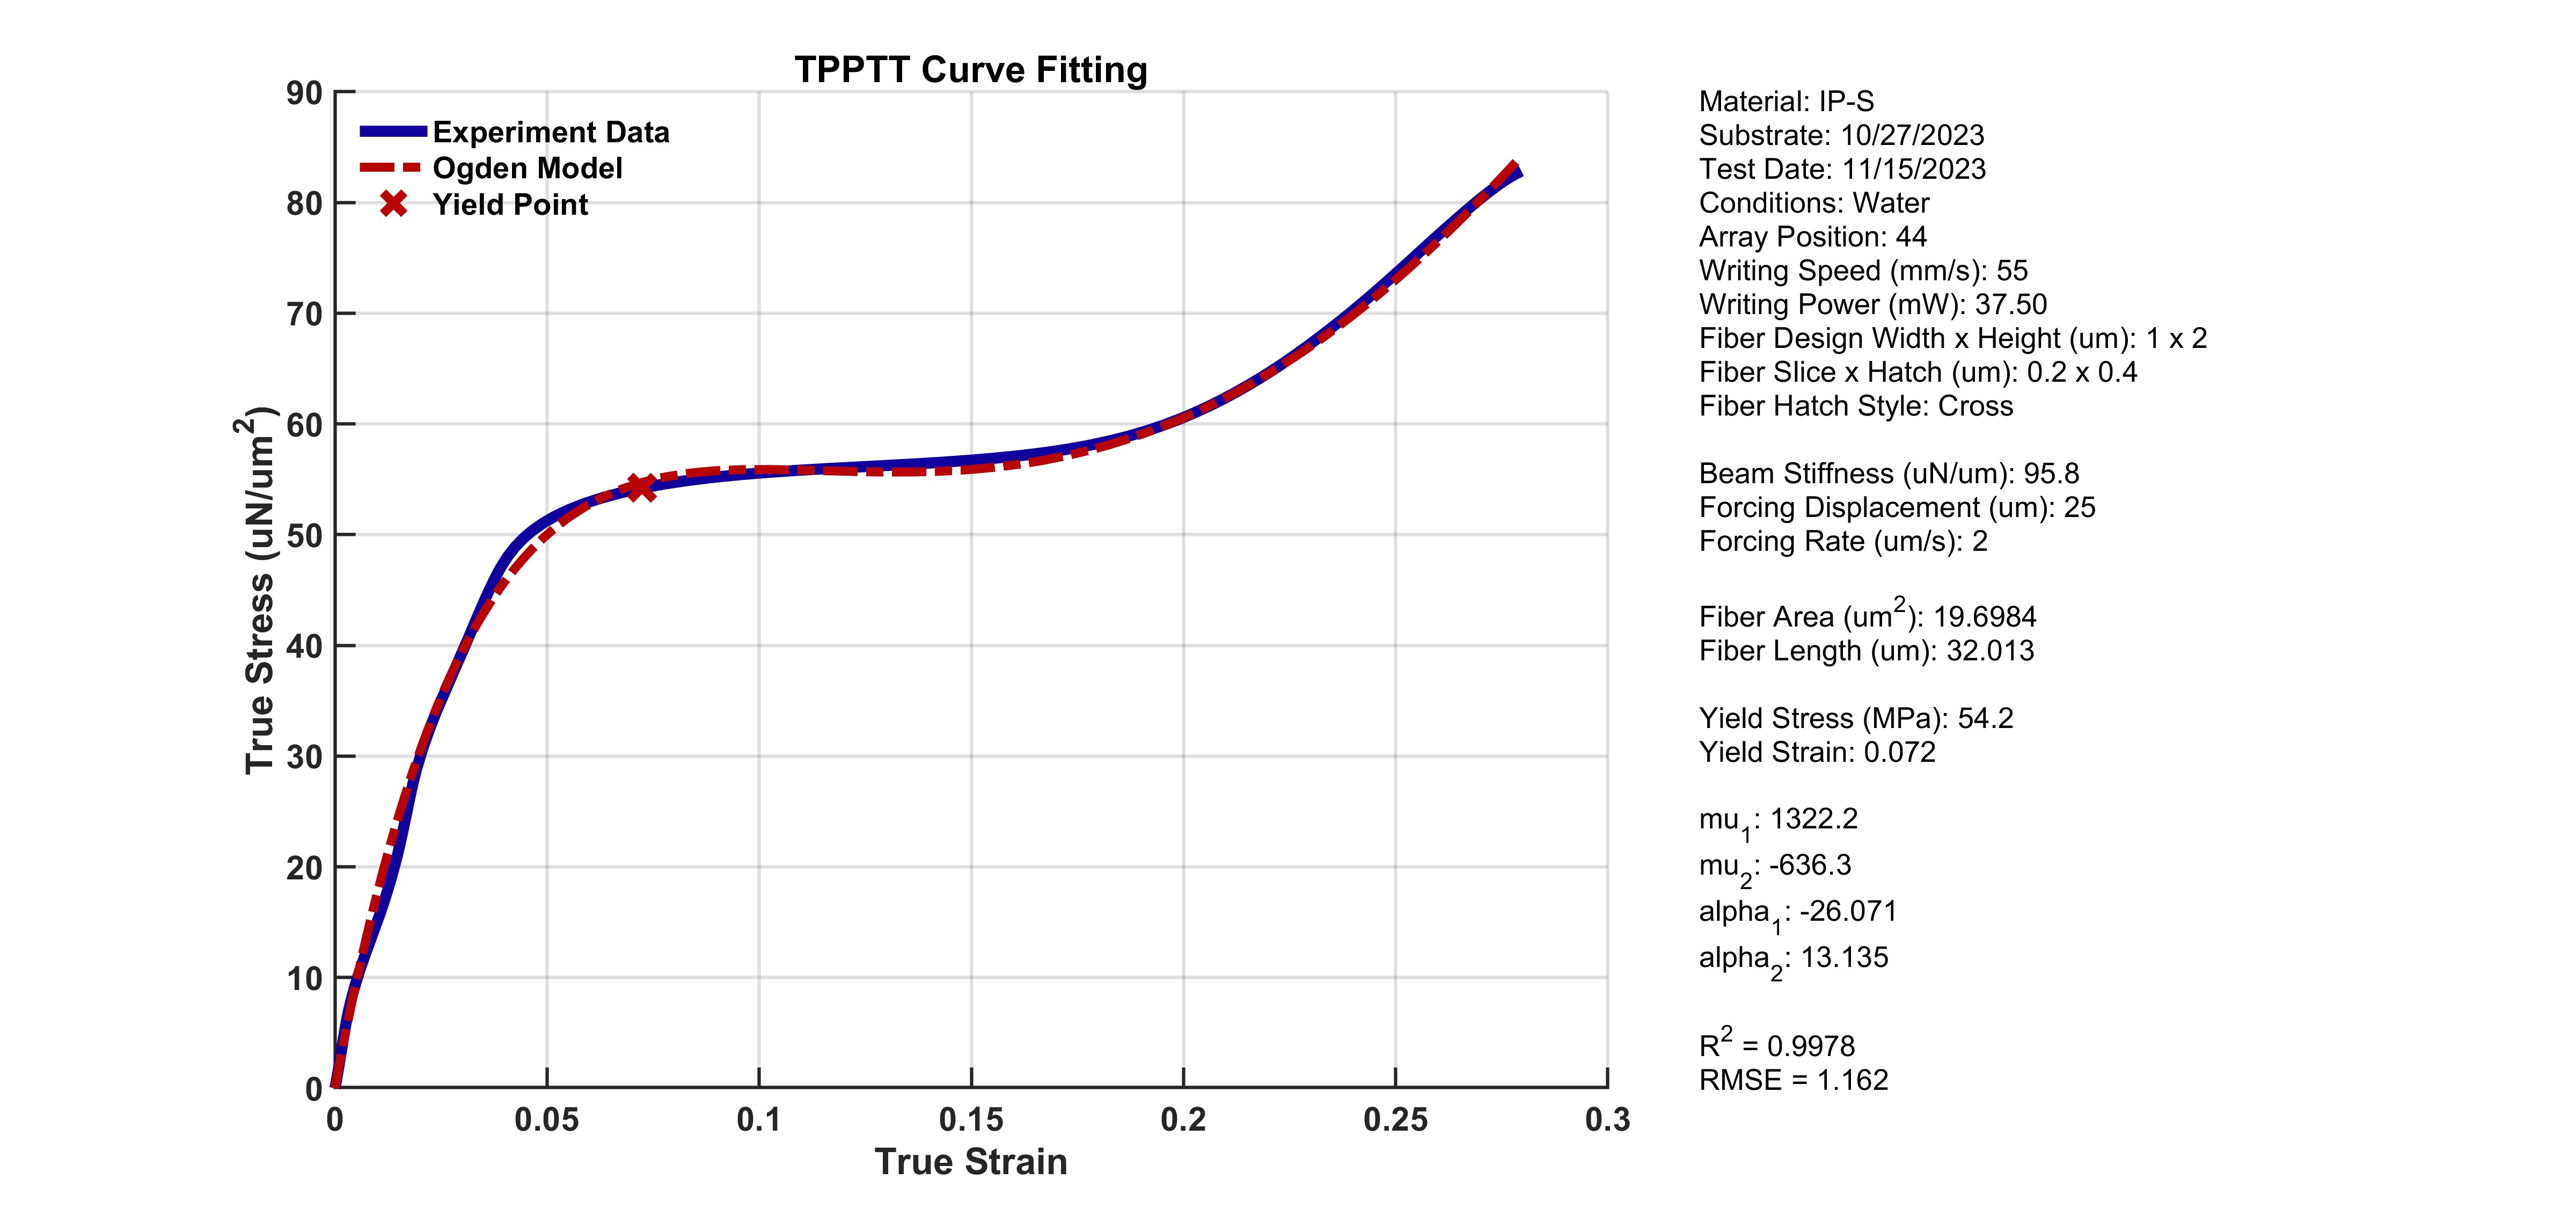 TPPTT Curve Fitting
90
80
70
60
50
40
30
20
10
0
True Stress (uN/um²)
Experiment Data
Ogden Model
Yield Point
0 0.05 0.1 0.15 0.2 0.25 0.3
True Strain
Material: IP-S
Substrate: 10/27/2023
Test Date: 11/15/2023
Conditions: Water
Array Position: 44
Writing Speed (mm/s): 55
Writing Power (mW): 37.50
Fiber Design Width x Height (um): 1 x 2
Fiber Slice x Hatch (um): 0.2 x 0.4
Fiber Hatch Style: Cross
Beam Stiffness (uN/um): 95.8
Forcing Displacement (um): 25
Forcing Rate (um/s): 2
Fiber Area (um²): 19.6984
Fiber Length (um): 32.013
Yield Stress (MPa): 54.2
Yield Strain: 0.072
mu₁: 1322.2
mu₂: -636.3
alpha₁: -26.071
alpha₂: 13.135
R² = 0.9978
RMSE = 1.162